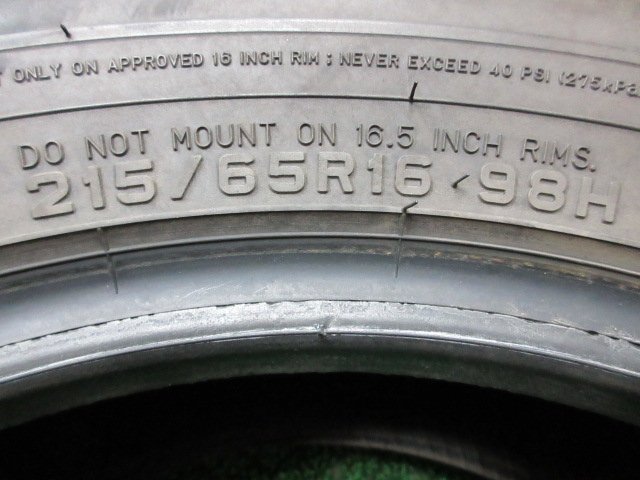 ONLY ON APPROVED 16 INCH RIM ; NEVER EXCEED 40 PSI (275kPa
DO NOT MOUNT ON 16.5 INCH RIMS.
215/65R16 98H